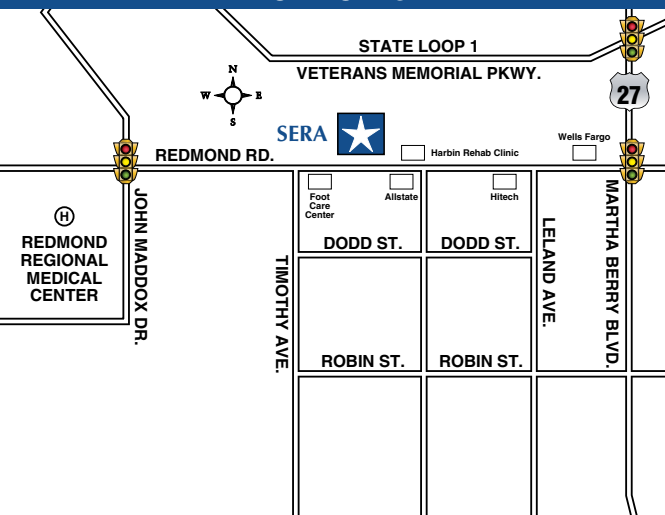 STATE LOOP 1
VETERANS MEMORIAL PKWY.
N
W
E
S
27
SERA
REDMOND RD.
Harbin Rehab Clinic
Wells Fargo
Foot
Care
Center
Allstate
Hitech
H
REDMOND
REGIONAL
MEDICAL
CENTER
JOHN MADDOX DR.
TIMOTHY AVE.
DODD ST.
DODD ST.
LELAND AVE.
MARTHA BERRY BLVD.
ROBIN ST.
ROBIN ST.